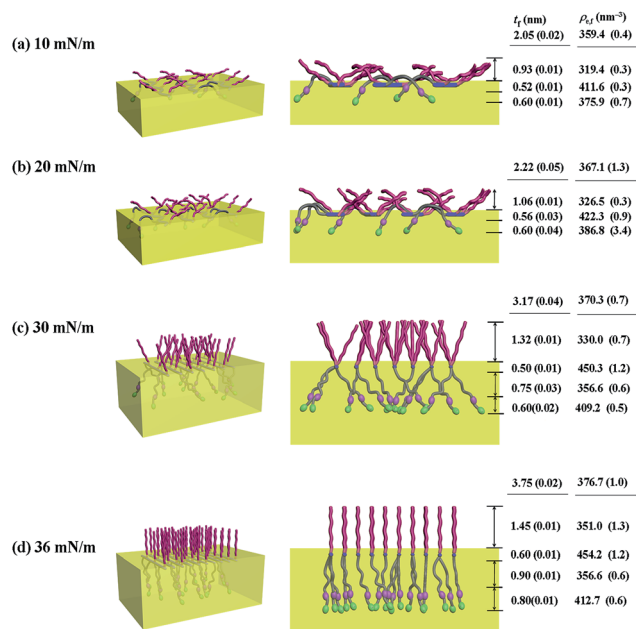 t_f (nm) ρ_e,f (nm⁻³)
(a) 10 mN/m 2.05 (0.02) 359.4 (0.4)
0.93 (0.01) 319.4 (0.3)
0.52 (0.01) 411.6 (0.3)
0.60 (0.01) 375.9 (0.7)
(b) 20 mN/m 2.22 (0.05) 367.1 (1.3)
1.06 (0.01) 326.5 (0.3)
0.56 (0.03) 422.3 (0.9)
0.60 (0.04) 386.8 (3.4)
3.17 (0.04) 370.3 (0.7)
(c) 30 mN/m
1.32 (0.01) 330.0 (0.7)
0.50 (0.01) 450.3 (1.2)
0.75 (0.03) 356.6 (0.6)
0.60(0.02) 409.2 (0.5)
3.75 (0.02) 376.7 (1.0)
1.45 (0.01) 351.0 (1.3)
(d) 36 mN/m 0.60 (0.01) 454.2 (1.2)
0.90 (0.01) 356.6 (0.6)
0.80(0.01) 412.7 (0.6)